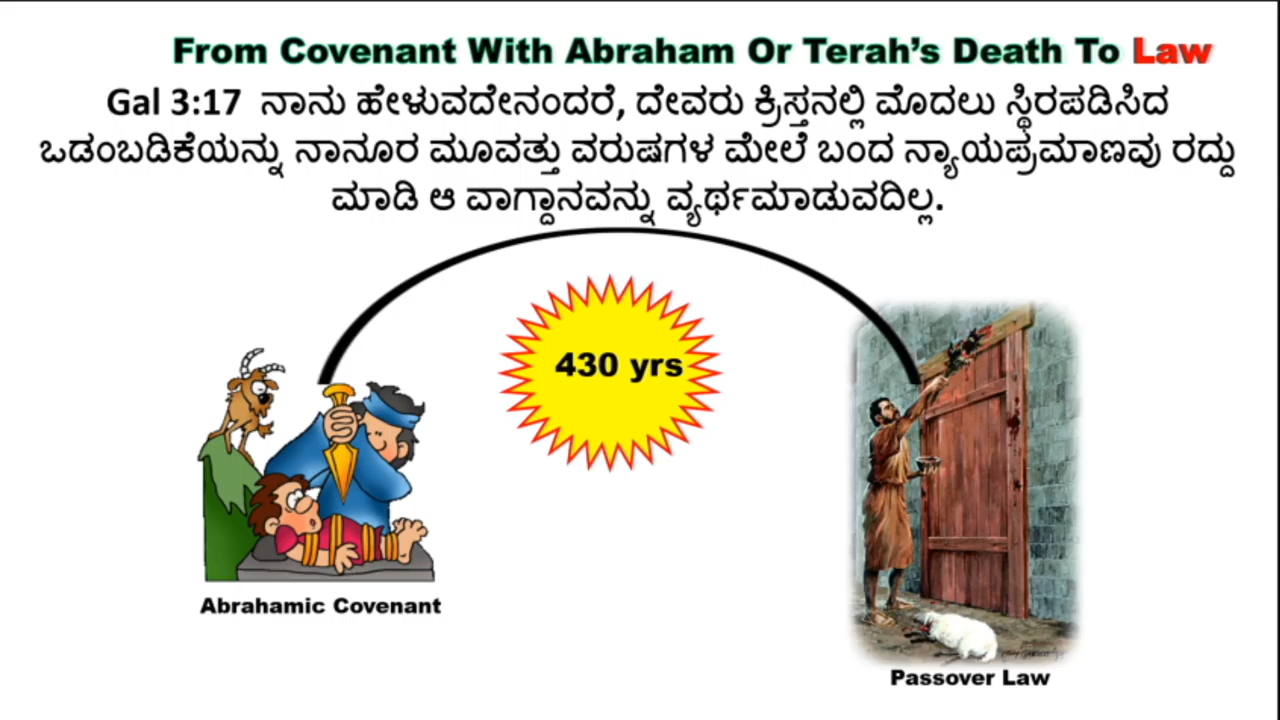 From Covenant With Abraham Or Terah's Death To Law
Gal 3:17 ನಾನು ಹೇಳುವದೇನಂದರೆ, ದೇವರು ಕ್ರಿಸ್ತನಲ್ಲಿ ಮೊದಲು ಸ್ಥಿರಪಡಿಸಿದ
ಒಡಂಬಡಿಕೆಯನ್ನು ನಾನೂರ ಮೂವತ್ತು ವರುಷಗಳ ಮೇಲೆ ಬಂದ ನ್ಯಾಯಪ್ರಮಾಣವು ರದ್ದು
ಮಾಡಿ ಆ ವಾಗ್ದಾನವನ್ನು ವ್ಯರ್ಥಮಾಡುವದಿಲ್ಲ.
430 yrs
Abrahamic Covenant
Passover Law